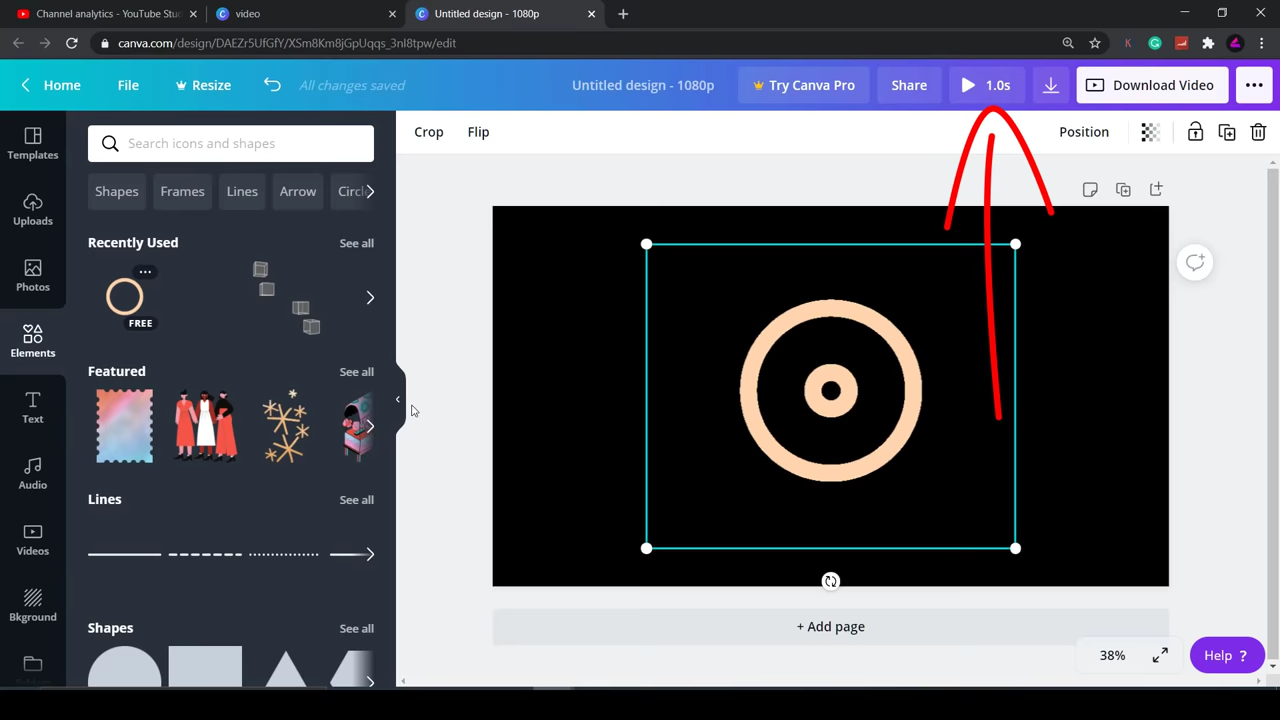 Channel analytics - YouTube Stu
video
Untitled design - 1080p
canva.com/design/DAEZr5UfGfY/XSm8Km8jGpUqqs_3nI8tpw/edit
Home
File
Resize
All changes saved
Untitled design - 1080p
Try Canva Pro
Share
1.0s
Download Video
Crop
Flip
Position
Templates
Uploads
Photos
Elements
Text
Audio
Videos
Bkground
Search icons and shapes
Shapes
Frames
Lines
Arrow
Circl
Recently Used
See all
FREE
Featured
See all
Lines
See all
Shapes
See all
+ Add page
38%
Help ?